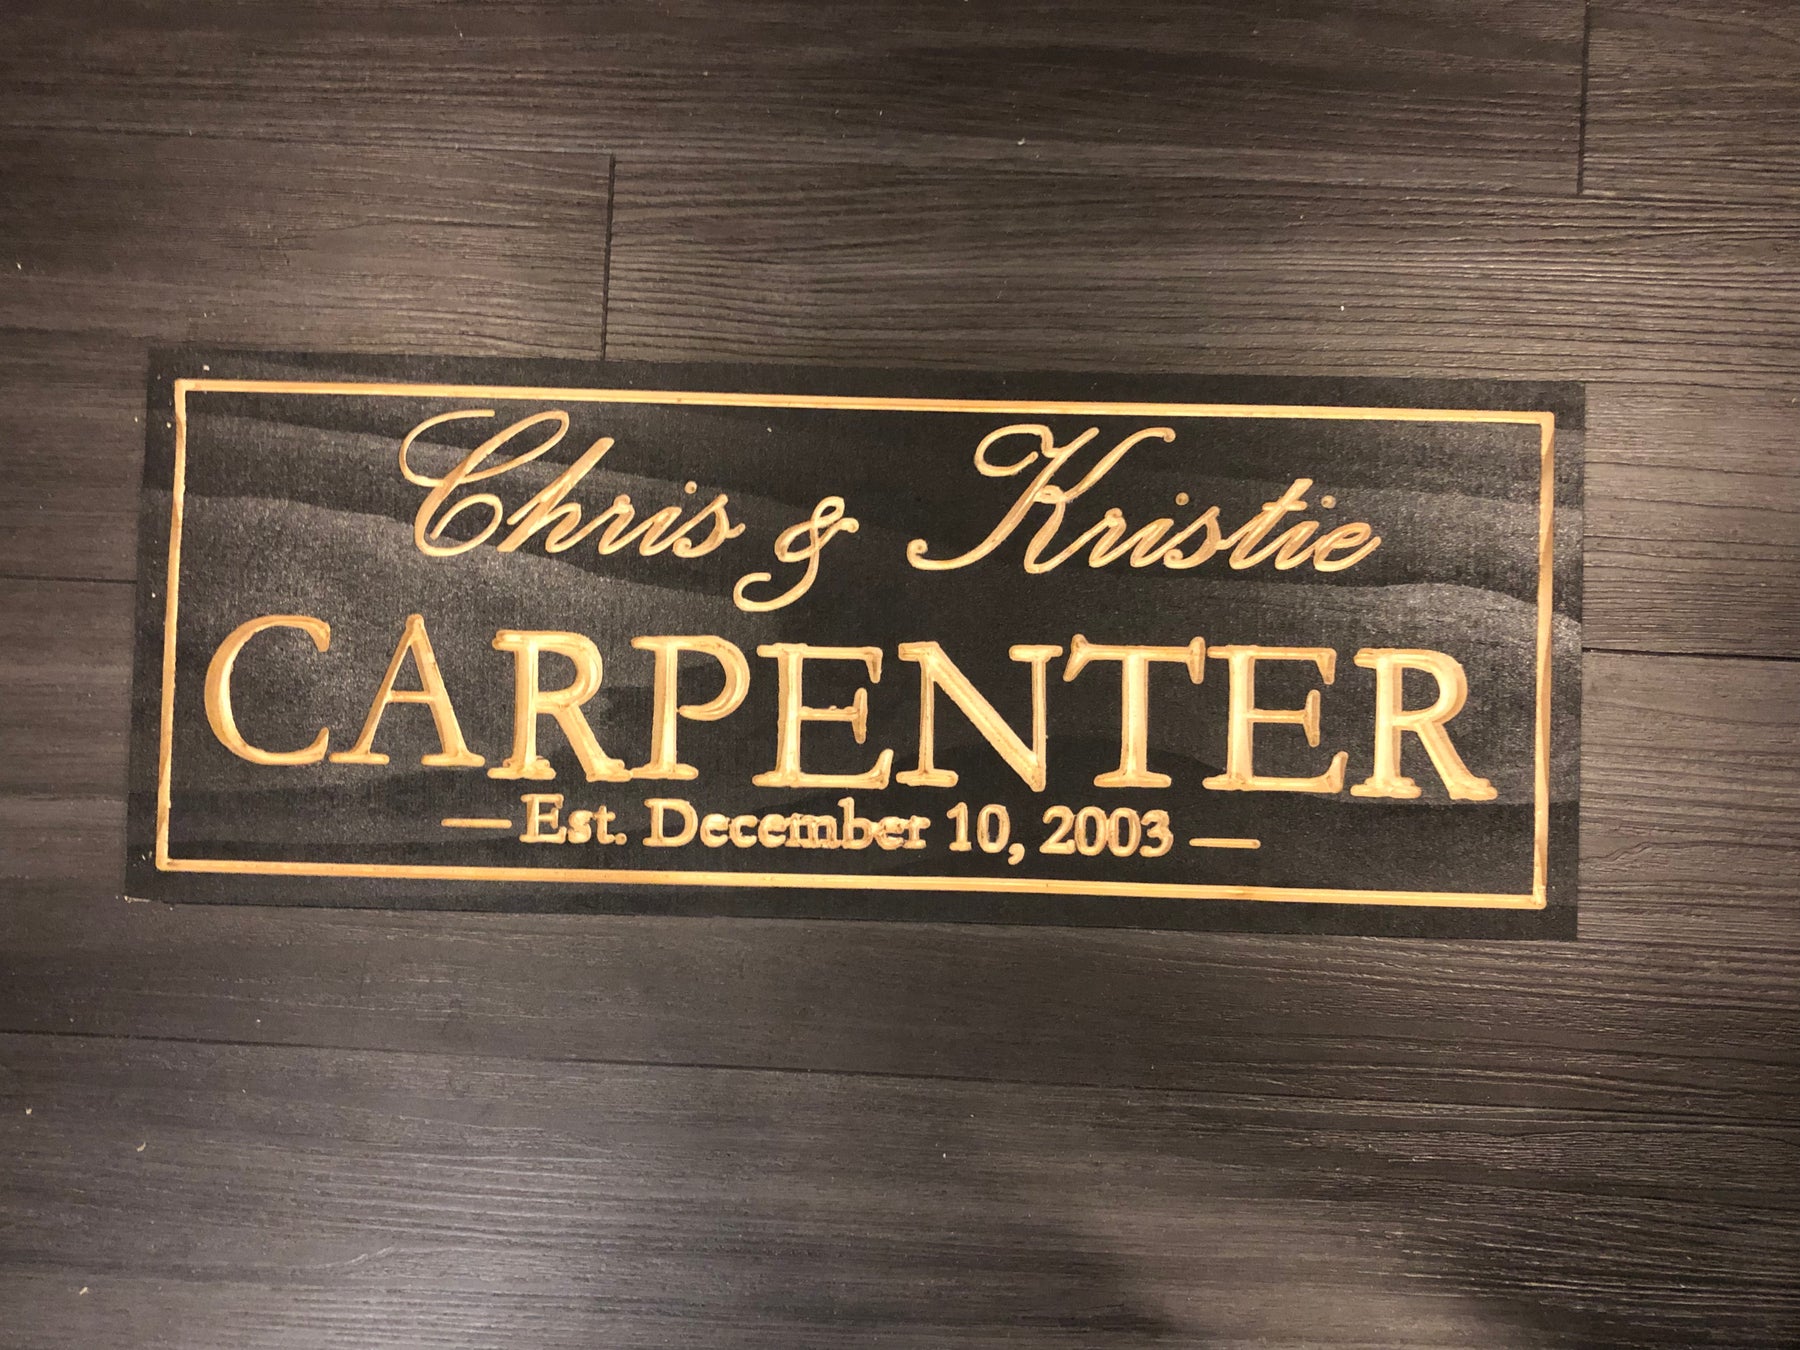 Chris & Kristie
CARPENTER
— Est. December 10, 2003 —